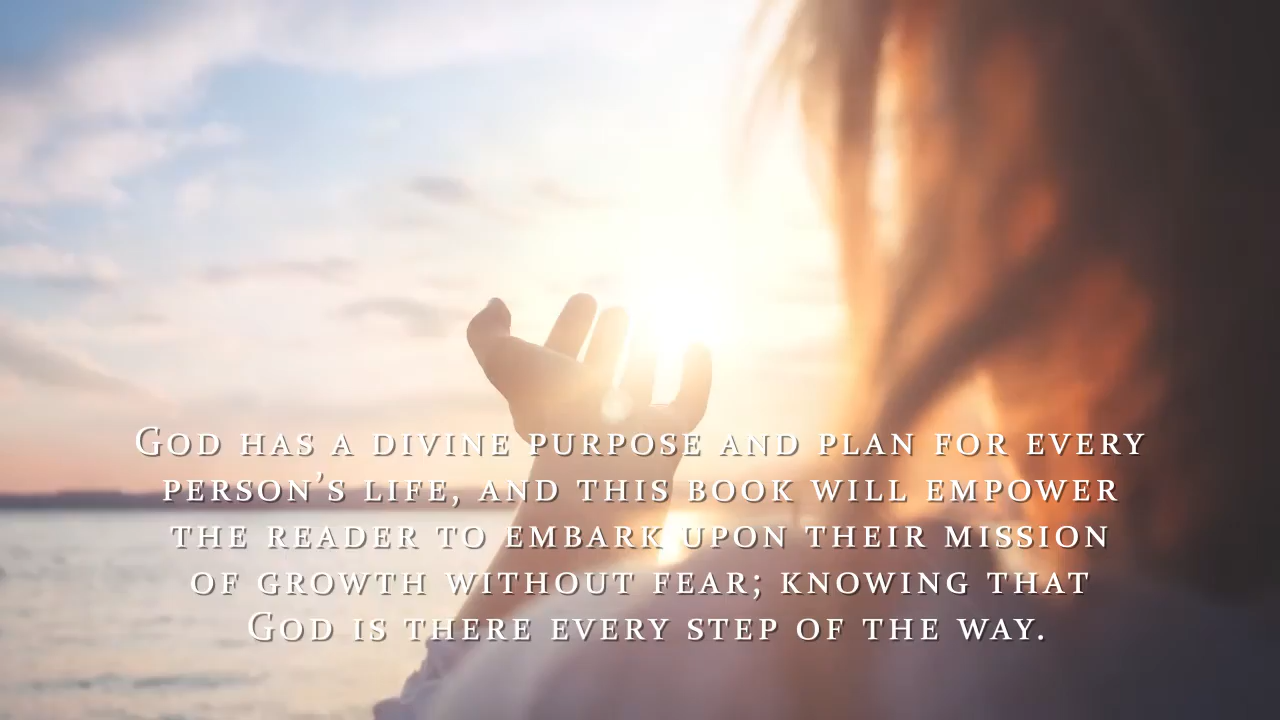 God has a divine purpose and plan for every
person's life, and this book will empower
the reader to embark upon their mission
of growth without fear; knowing that
God is there every step of the way.